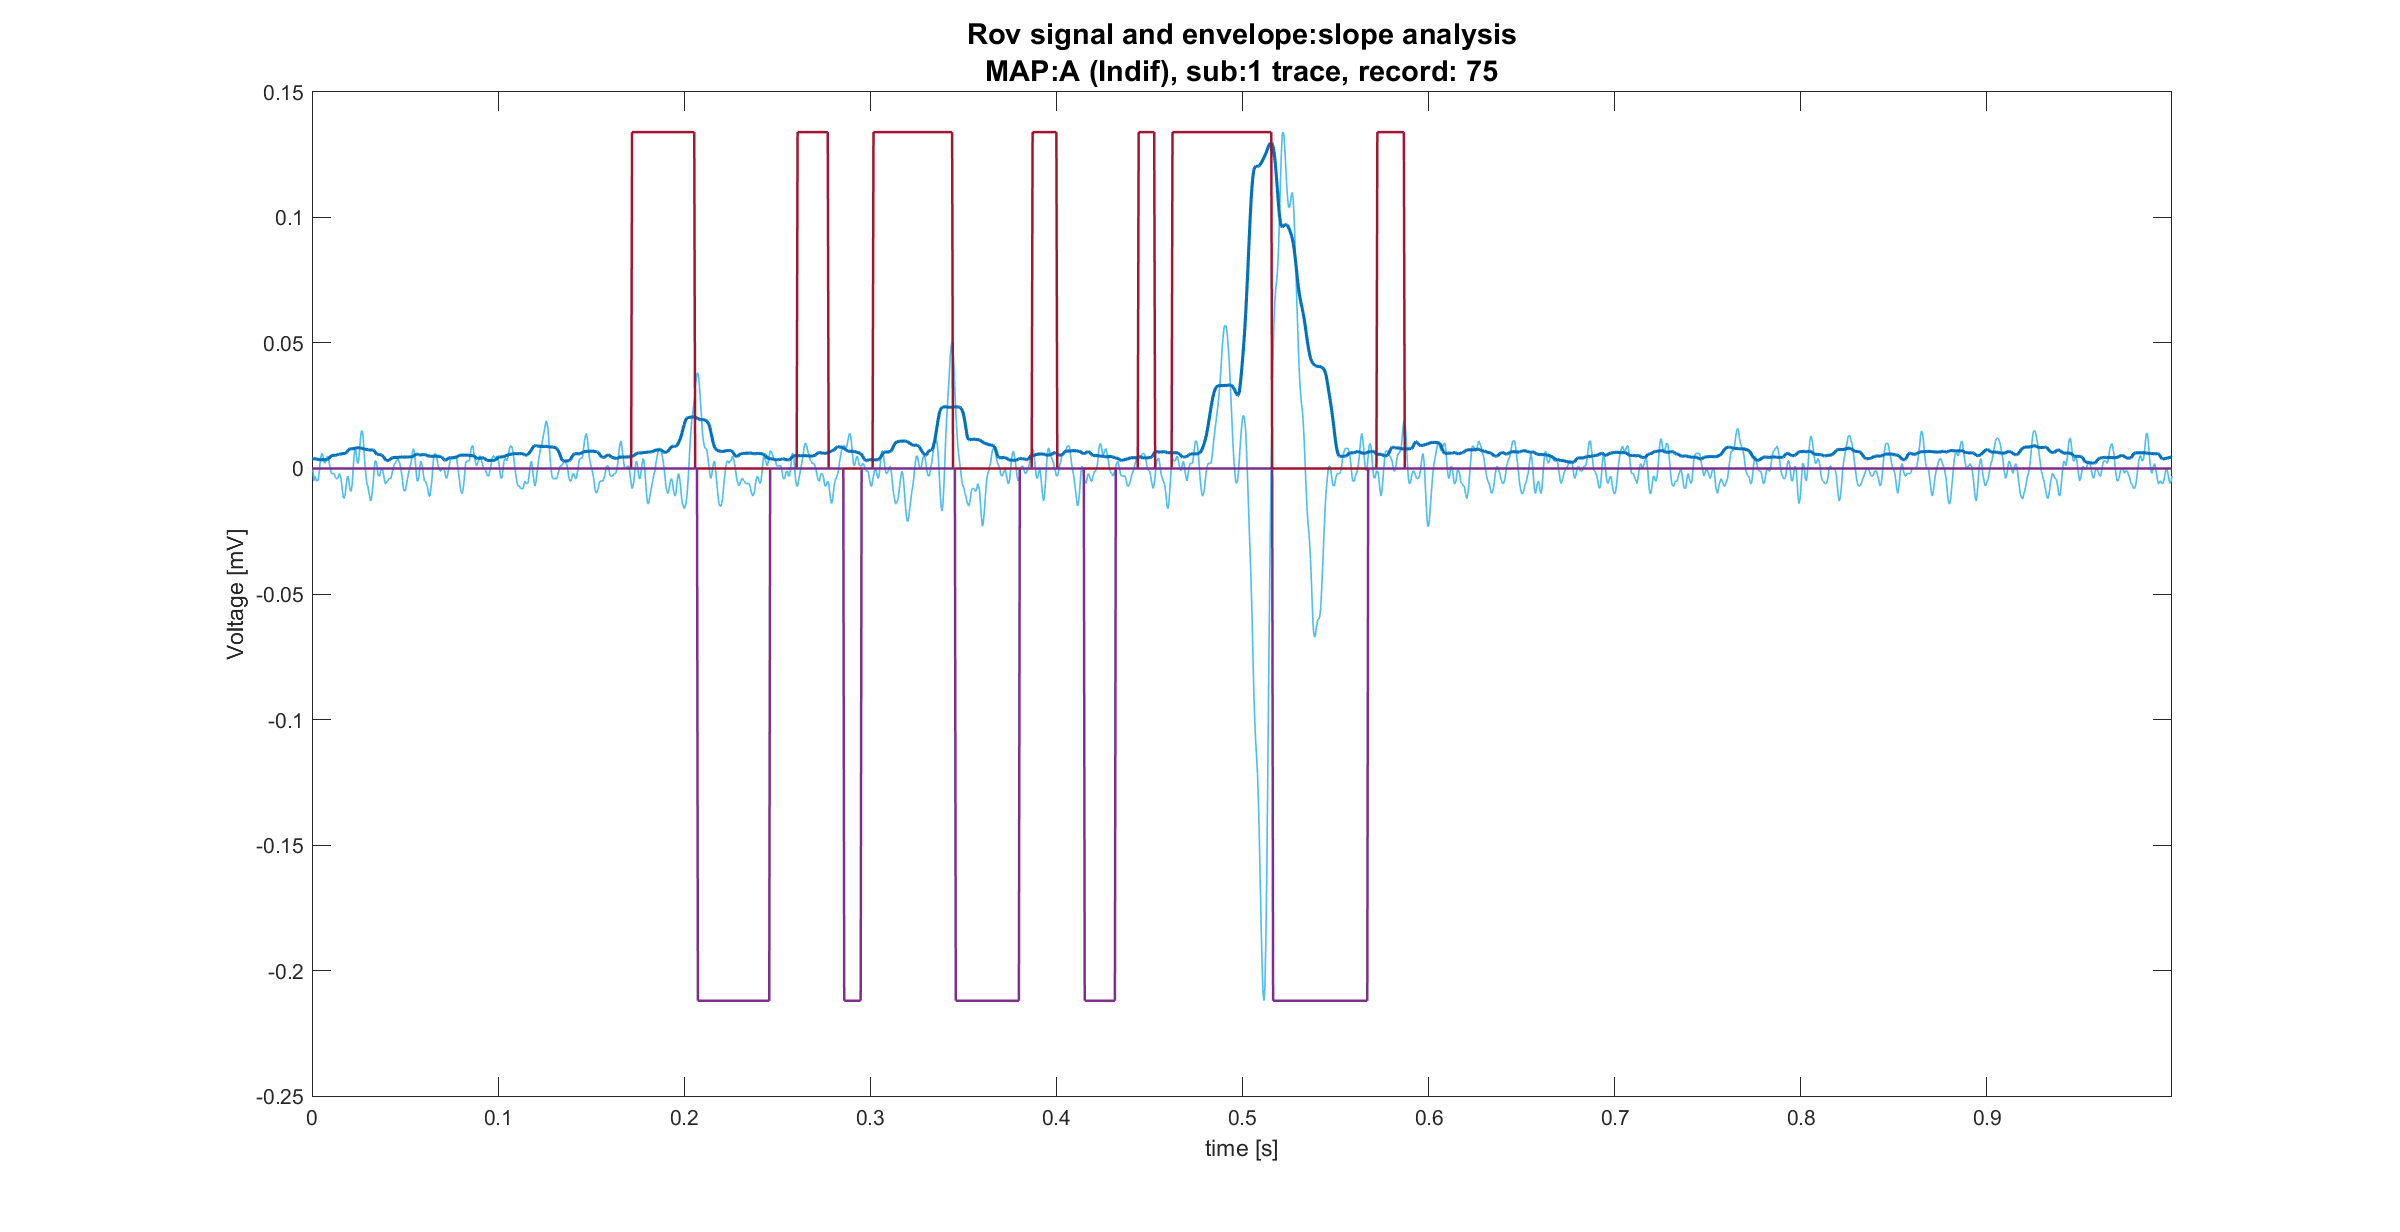 Rov signal and envelope:slope analysis
MAP:A (Indif), sub:1 trace, record: 75
0.15
0.1
0.05
0
-0.05
-0.1
-0.15
-0.2
-0.25
Voltage [mV]
0 0.1 0.2 0.3 0.4 0.5 0.6 0.7 0.8 0.9
time [s]